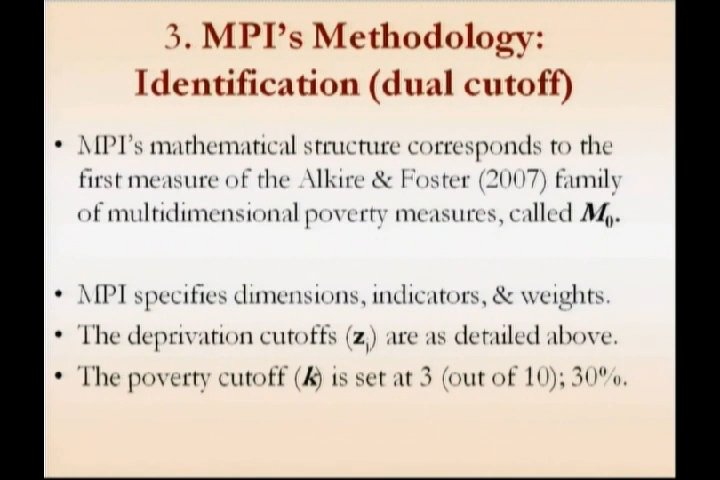 3. MPI's Methodology:
Identification (dual cutoff)
• MPI's mathematical structure corresponds to the
first measure of the Alkire & Foster (2007) family
of multidimensional poverty measures, called M₀.
• MPI specifies dimensions, indicators, & weights.
• The deprivation cutoffs (zⱼ) are as detailed above.
• The poverty cutoff (k) is set at 3 (out of 10); 30%.